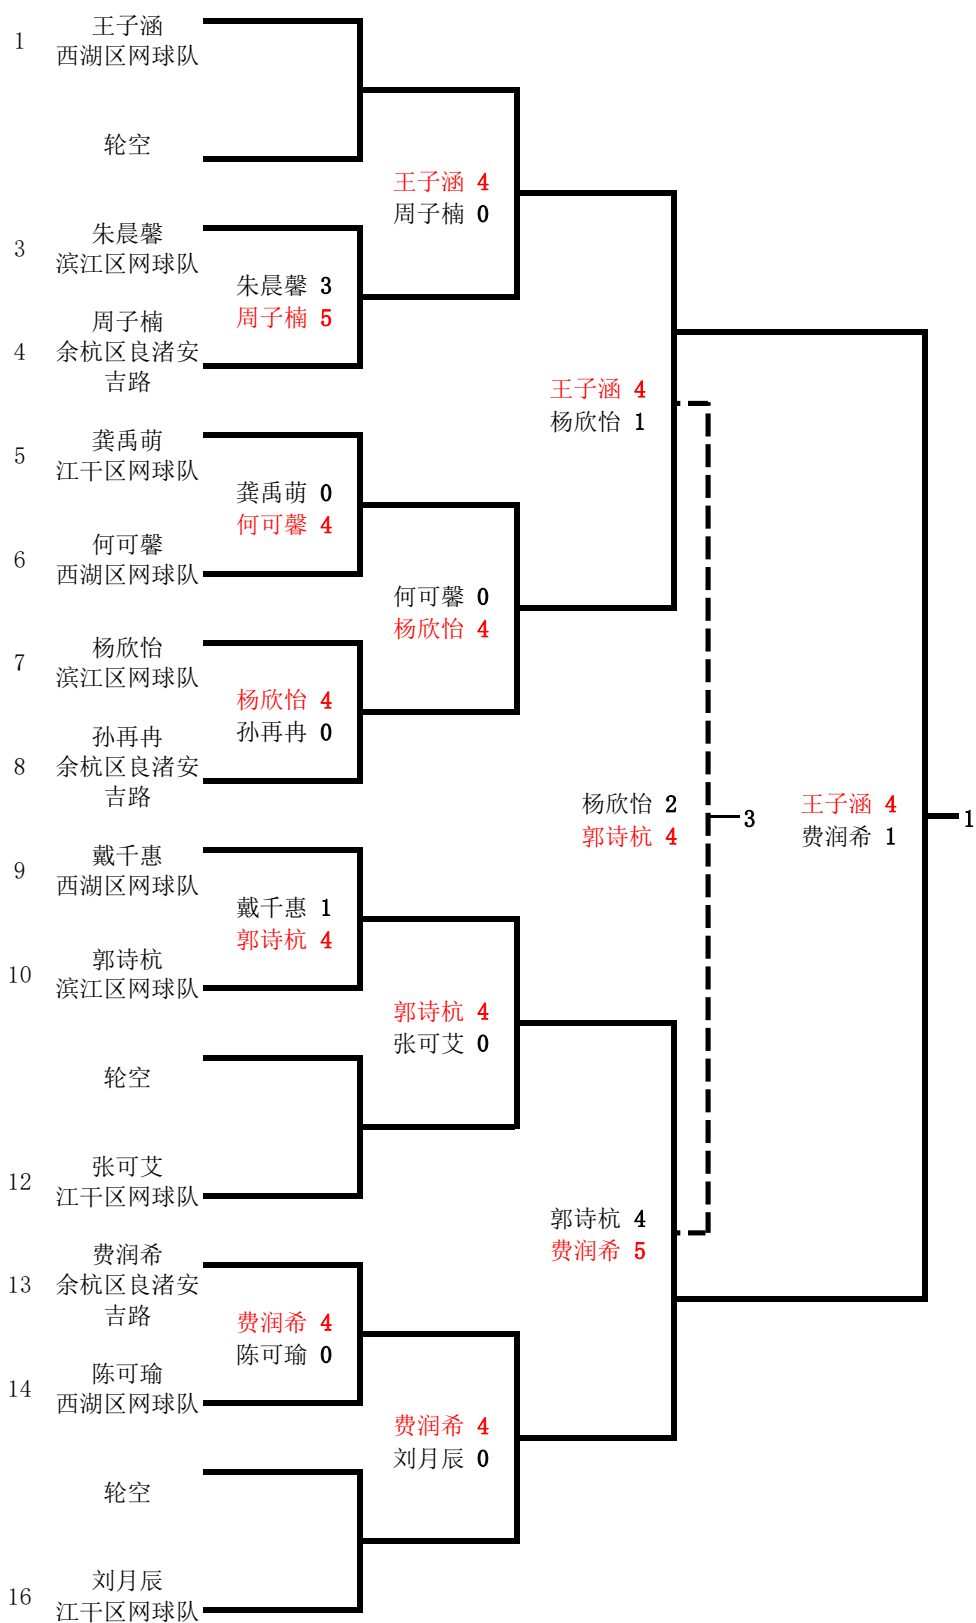 1
王子涵
西湖区网球队
轮空
王子涵 4
周子楠 0
3
朱晨馨
滨江区网球队
朱晨馨 3
周子楠 5
4
周子楠
余杭区良渚安
吉路
王子涵 4
杨欣怡 1
5
龚禹萌
江干区网球队
龚禹萌 0
何可馨 4
6
何可馨
西湖区网球队
何可馨 0
杨欣怡 4
7
杨欣怡
滨江区网球队
杨欣怡 4
孙再冉 0
8
孙再冉
余杭区良渚安
吉路
杨欣怡 2
郭诗杭 4
3
王子涵 4
费润希 1
1
9
戴千惠
西湖区网球队
戴千惠 1
郭诗杭 4
10
郭诗杭
滨江区网球队
郭诗杭 4
张可艾 0
轮空
12
张可艾
江干区网球队
郭诗杭 4
费润希 5
13
费润希
余杭区良渚安
吉路
费润希 4
陈可瑜 0
14
陈可瑜
西湖区网球队
费润希 4
刘月辰 0
轮空
16
刘月辰
江干区网球队